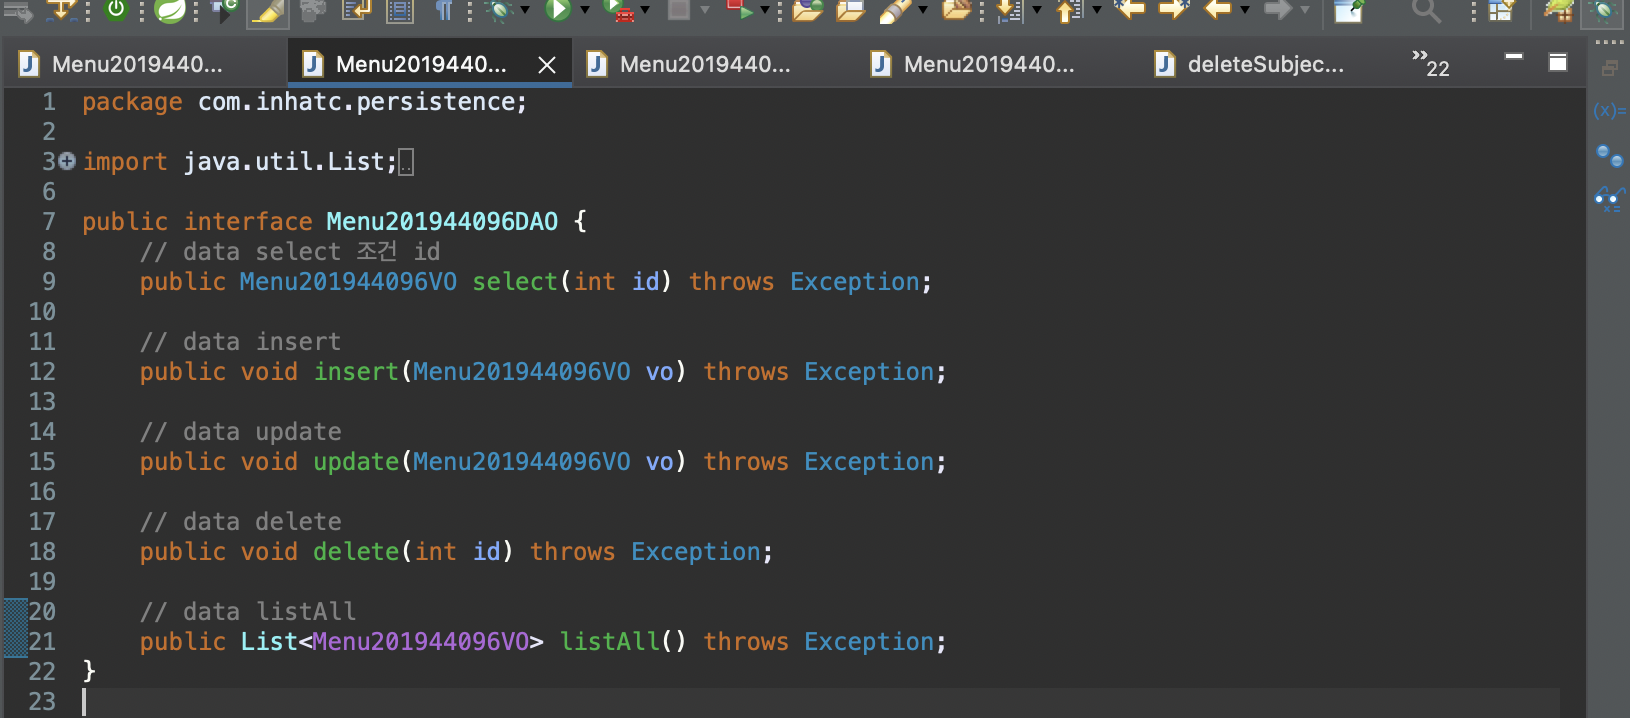 Menu2019440...
Menu2019440...
Menu2019440...
Menu2019440...
deleteSubjec...
»22
1 package com.inhatc.persistence;
2
3 import java.util.List;
6
7 public interface Menu201944096DAO {
8 // data select 조건 id
9 public Menu201944096VO select(int id) throws Exception;
10
11 // data insert
12 public void insert(Menu201944096VO vo) throws Exception;
13
14 // data update
15 public void update(Menu201944096VO vo) throws Exception;
16
17 // data delete
18 public void delete(int id) throws Exception;
19
20 // data listAll
21 public List<Menu201944096VO> listAll() throws Exception;
22 }
23
(x)=